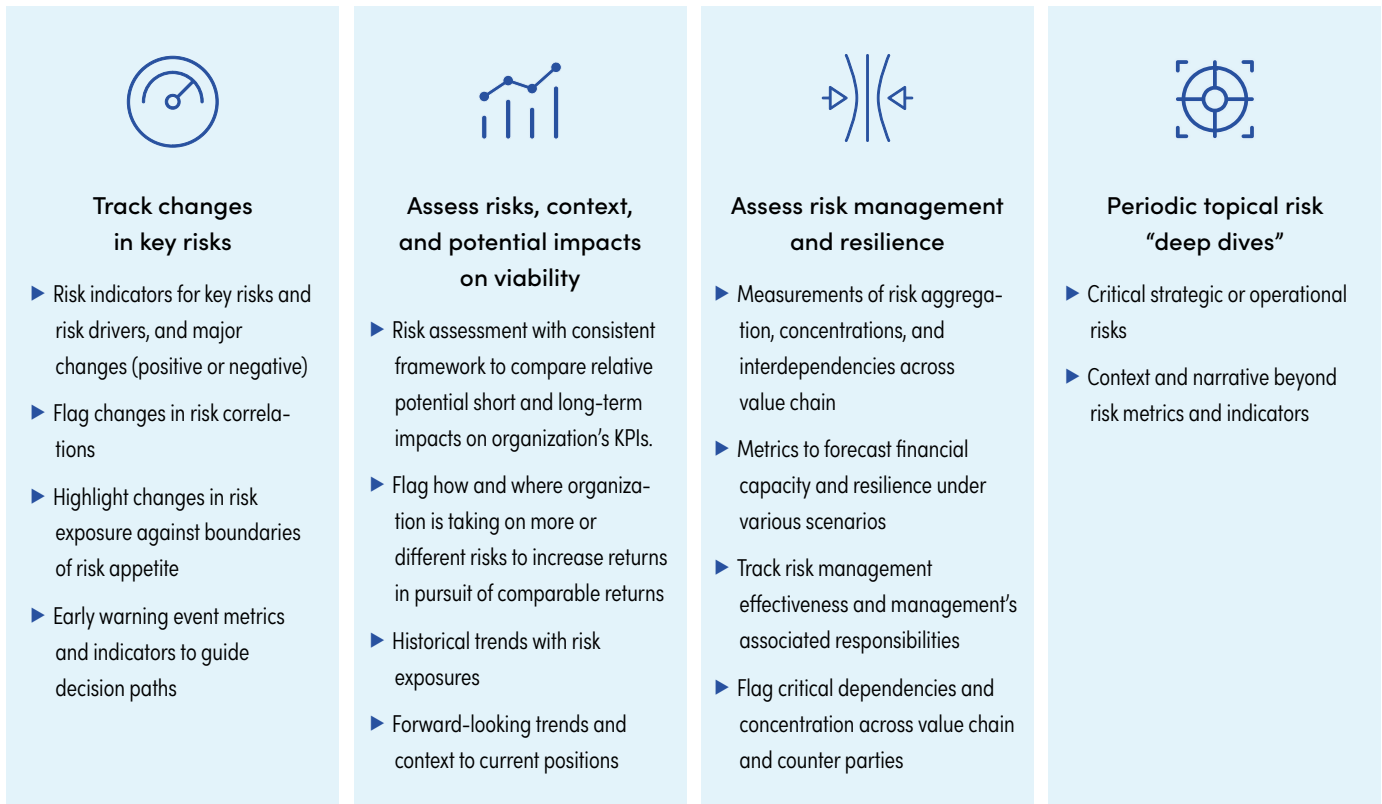 Track changes
in key risks
▶ Risk indicators for key risks and
risk drivers, and major
changes (positive or negative)
▶ Flag changes in risk correla-
tions
▶ Highlight changes in risk
exposure against boundaries
of risk appetite
▶ Early warning event metrics
and indicators to guide
decision paths
Assess risks, context,
and potential impacts
on viability
▶ Risk assessment with consistent
framework to compare relative
potential short and long-term
impacts on organization’s KPIs.
▶ Flag how and where organiza-
tion is taking on more or
different risks to increase returns
in pursuit of comparable returns
▶ Historical trends with risk
exposures
▶ Forward-looking trends and
context to current positions
Assess risk management
and resilience
▶ Measurements of risk aggrega-
tion, concentrations, and
interdependencies across
value chain
▶ Metrics to forecast financial
capacity and resilience under
various scenarios
▶ Track risk management
effectiveness and management’s
associated responsibilities
▶ Flag critical dependencies and
concentration across value chain
and counter parties
Periodic topical risk
“deep dives”
▶ Critical strategic or operational
risks
▶ Context and narrative beyond
risk metrics and indicators